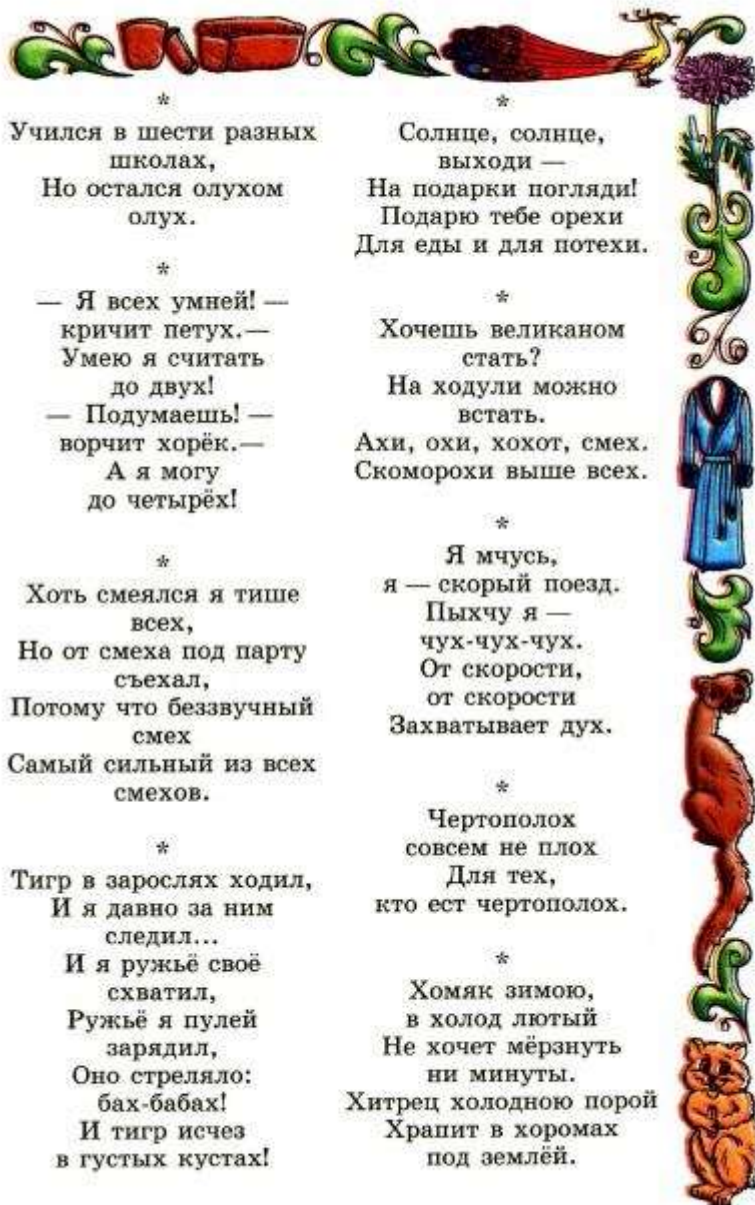 *
Учился в шести разных
школах,
Но остался олухом
олух.
*
— Я всех умней! —
кричит петух.—
Умею я считать
до двух!
— Подумаешь! —
ворчит хорёк.—
А я могу
до четырёх!
*
Хоть смеялся я тише
всех,
Но от смеха под парту
съехал,
Потому что беззвучный
смех
Самый сильный из всех
смехов.
*
Тигр в зарослях ходил,
И я давно за ним
следил...
И я ружьё своё
схватил,
Ружьё я пулей
зарядил,
Оно стреляло:
бах-бабах!
И тигр исчез
в густых кустах!
*
Солнце, солнце,
выходи —
На подарки погляди!
Подарю тебе орехи
Для еды и для потехи.
*
Хочешь великаном
стать?
На ходули можно
встать.
Ахи, охи, хохот, смех.
Скоморохи выше всех.
*
Я мчусь,
я — скорый поезд.
Пыхчу я —
чух-чух-чух.
От скорости,
от скорости
Захватывает дух.
*
Чертополох
совсем не плох
Для тех,
кто ест чертополох.
*
Хомяк зимою,
в холод лютый
Не хочет мёрзнуть
ни минуты.
Хитрец холодною порой
Храпит в хоромах
под землёй.